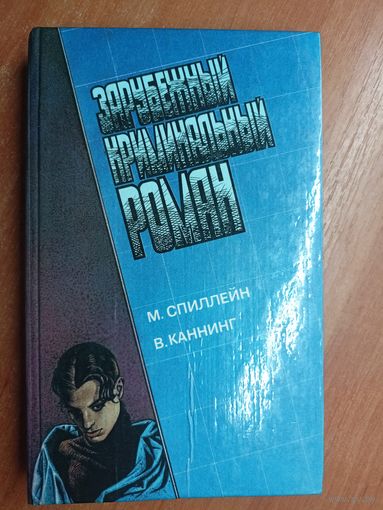 ЗАРУБЕЖНЫЙ
КРИМИНАЛЬНЫЙ
РОМАН
М. СПИЛЛЕЙН
В. КАННИНГ